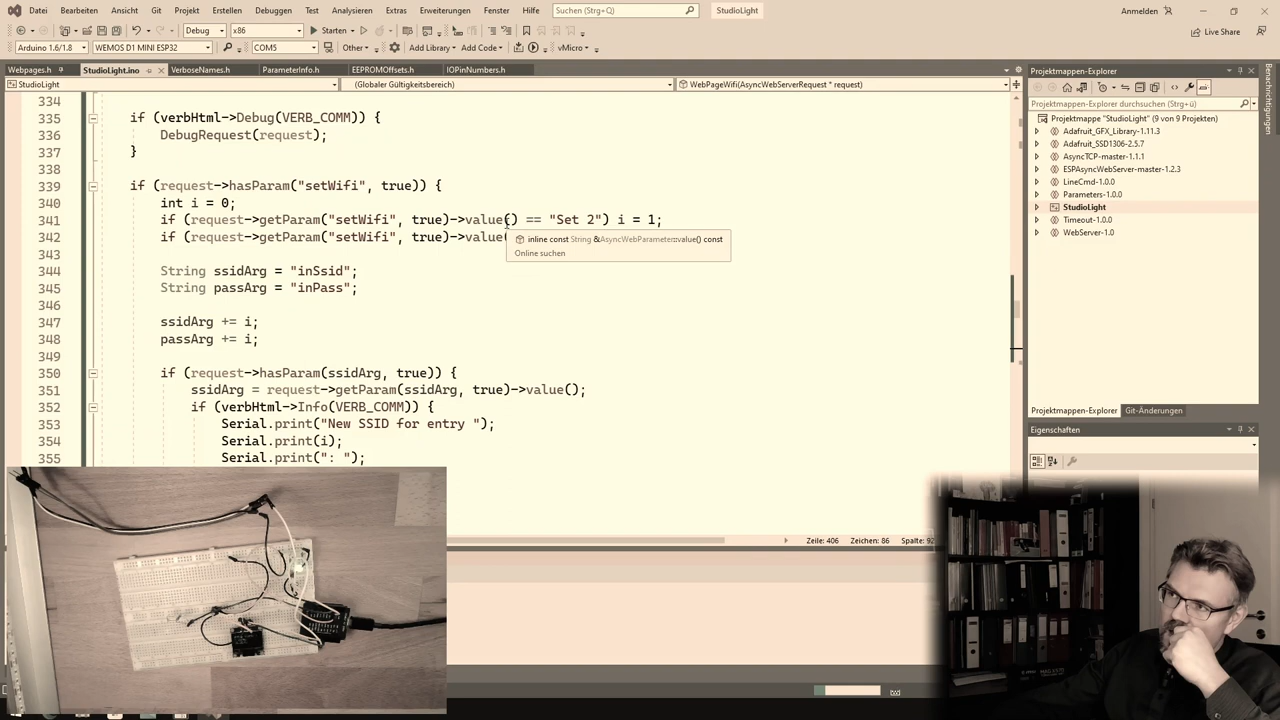 Datei Bearbeiten Ansicht Git Projekt Erstellen Debuggen Test Analysieren Extras Erweiterungen Fenster Hilfe Suchen (Strg+Q) StudioLight Anmelden
Debug x86 Starten Live Share
Arduino 1.6/1.8 WEMOS D1 MINI ESP32 COM5 Other Add Library Add Code vMicro
Webpages.h StudioLight.ino VerboseNames.h ParameterInfo.h EEPROMOffsets.h IOPinNumbers.h
StudioLight (Globaler Gültigkeitsbereich) WebPageWifi(AsyncWebServerRequest * request)
334
335 if (verbHtml->Debug(VERB_COMM)) {
336 DebugRequest(request);
337 }
338
339 if (request->hasParam("setWifi", true)) {
340 int i = 0;
341 if (request->getParam("setWifi", true)->value() == "Set 2") i = 1;
342 if (request->getParam("setWifi", true)->value(
inline const String &AsyncWebParameter::value() const
Online suchen
343
344 String ssidArg = "inSsid";
345 String passArg = "inPass";
346
347 ssidArg += i;
348 passArg += i;
349
350 if (request->hasParam(ssidArg, true)) {
351 ssidArg = request->getParam(ssidArg, true)->value();
352 if (verbHtml->Info(VERB_COMM)) {
353 Serial.print("New SSID for entry ");
354 Serial.print(i);
355 Serial.print(": ");
Zeile: 406 Zeichen: 86 Spalte: 92
Projektmappen-Explorer
Projektmappen-Explorer durchsuchen (Strg+ü)
Projektmappe "StudioLight" (9 von 9 Projekten)
Adafruit_GFX_Library-1.11.3
Adafruit_SSD1306-2.5.7
AsyncTCP-master-1.1.1
ESPAsyncWebServer-master-1.2.3
LineCmd-1.0.0
Parameters-1.0.0
StudioLight
Timeout-1.0.0
WebServer-1.0
Projektmappen-Explorer Git-Änderungen
Eigenschaften
Benachrichtigungen